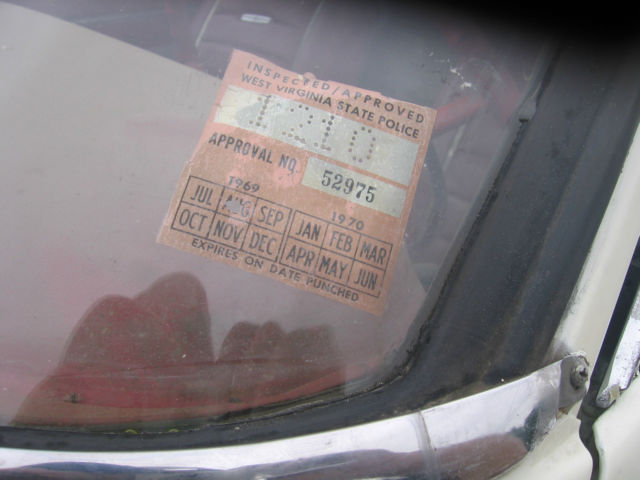 INSPECTED/APPROVED
WEST VIRGINIA STATE POLICE
1210
APPROVAL NO. 52975
1969 1970
JUL AUG SEP JAN FEB MAR
OCT NOV DEC APR MAY JUN
EXPIRES ON DATE PUNCHED